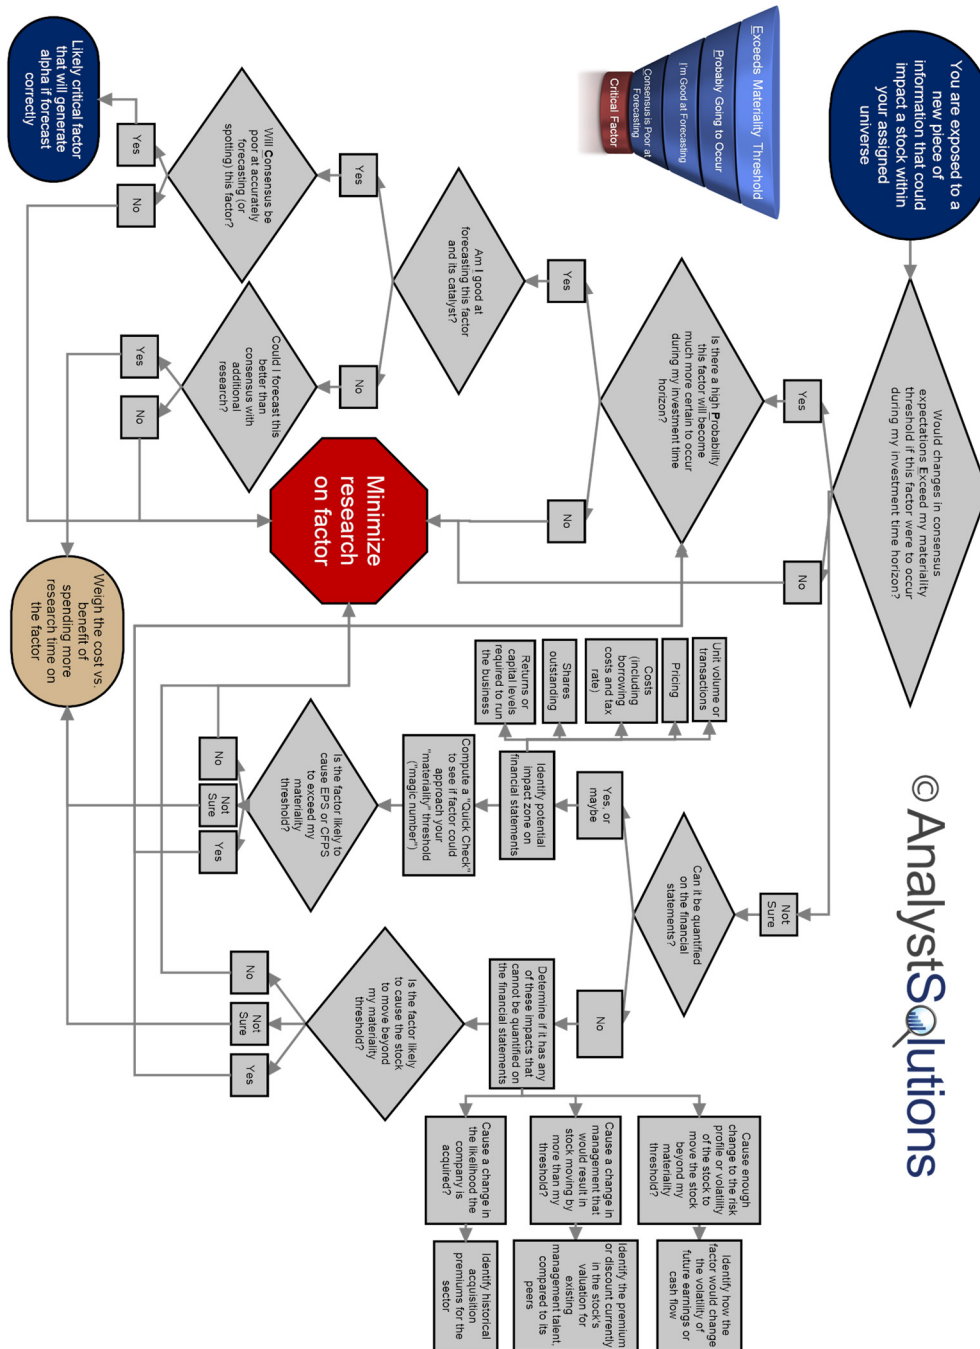 You are exposed to a
new piece of
information that could
impact a stock within
your assigned
universe
Would changes in consensus
expectations Exceed my materiality
threshold if this factor were to occur
during my investment time horizon?
© AnalystSolutions
Exceeds Materiality Threshold
Probably Going to Occur
I'm Good at Forecasting
Consensus is Poor at
Forecasting
Critical Factor
Yes
No
Not
Sure
Is there a high Probability
this factor will become
much more certain to occur
during my investment time
horizon?
Can it be quantified
on the financial
statements?
Yes
No
Yes, or
maybe
No
Am I good at
forecasting this factor
and its catalyst?
Unit volume or
transactions
Pricing
Costs
(including
borrowing
costs and tax
rate)
Shares
outstanding
Returns or
capital levels
required to run
the business
Identify potential
impact zone on
financial statements
Determine if it has any
of these impacts that
cannot be quantified on
the financial statements
Cause enough
change to the risk
profile or volatility
of the stock to
move the stock
beyond my
materiality
threshold?
Identify how the
factor would change
the volatility of
future earnings or
cash flow
Cause a change in
management that
would result in
stock moving by
more than my
threshold?
Identify the premium
or discount currently
in the stock's
valuation for
existing
management talent,
compared to its
peers
Cause a change in
the likelihood the
company is
acquired?
Identify historical
acquisition
premiums for the
sector
Yes
No
Minimize
research
on factor
Compute a "Quick Check"
to see if factor could
approach your
"materiality" threshold
("magic number")
Will Consensus be
poor at accurately
forecasting (or
spotting) this factor?
Could I forecast this
better than
consensus with
additional
research?
Is the factor likely to
cause EPS or CFPS
to exceed my
materiality
threshold?
Is the factor likely
to cause the stock
to move beyond
my materiality
threshold?
Yes
No
Yes
No
No
Not
Sure
Yes
No
Not
Sure
Yes
Likely critical factor
that will generate
alpha if forecast
correctly
Weigh the cost vs.
benefit of
spending more
research time on
the factor